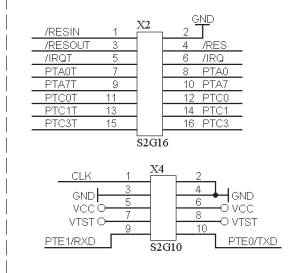 X2 GND
/RESIN 1 2
/RESOUT 3 4 /RES
/IRQT 5 6 /IRQ
PTA0T 7 8 PTA0
PTA7T 9 10 PTA7
PTC0T 11 12 PTC0
PTC1T 13 14 PTC1
PTC3T 15 16 PTC3
S2G16
X4
CLK 1 2
GND 3 4 GND
VCC 5 6 VCC
VTST 7 8 VTST
PTE1/RXD 9 10 PTE0/TXD
S2G10